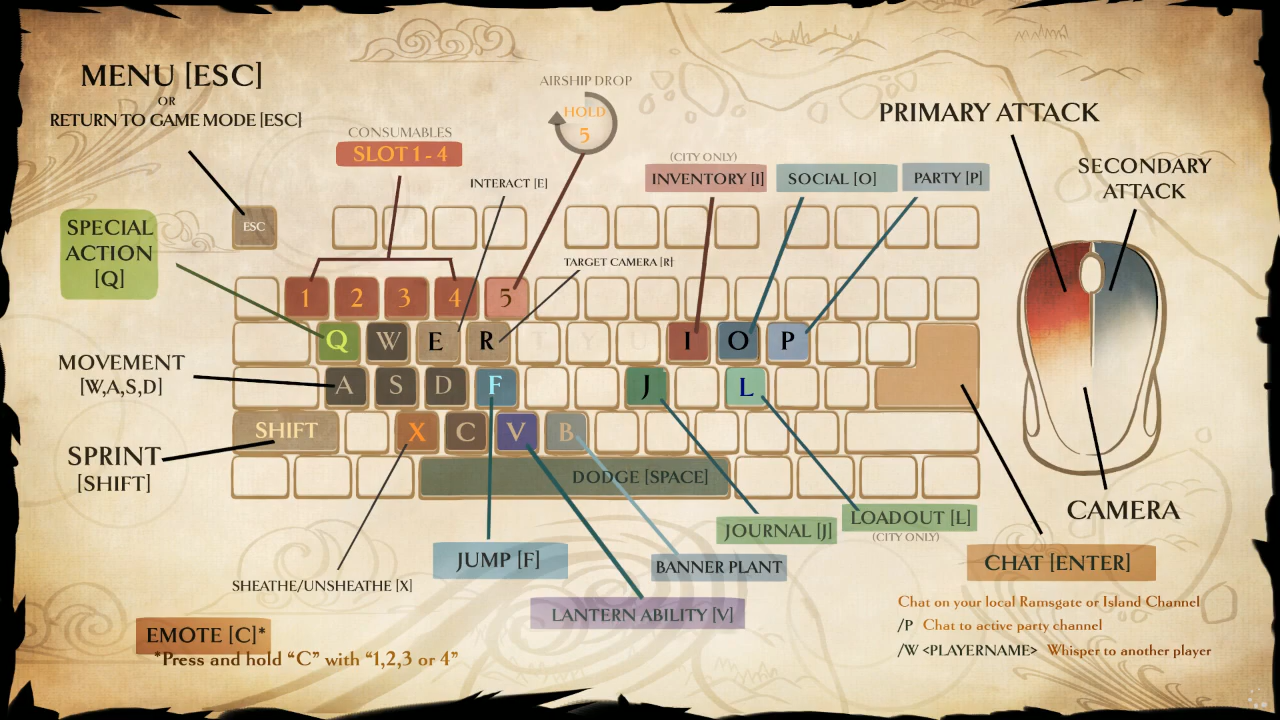 MENU [ESC]
OR
RETURN TO GAME MODE [ESC]
AIRSHIP DROP
HOLD
5
CONSUMABLES
SLOT 1 - 4
INTERACT [E]
TARGET CAMERA [R]
(CITY ONLY)
INVENTORY [I]
SOCIAL [O]
PARTY [P]
PRIMARY ATTACK
SECONDARY
ATTACK
SPECIAL
ACTION
[Q]
MOVEMENT
[W,A,S,D]
SPRINT
[SHIFT]
ESC
1 2 3 4 5
Q W E R T Y U I O P
A S D F J L
SHIFT X C V B
DODGE [SPACE]
CAMERA
JOURNAL [J]
LOADOUT [L]
(CITY ONLY)
JUMP [F]
BANNER PLANT
SHEATHE/UNSHEATHE [X]
LANTERN ABILITY [V]
CHAT [ENTER]
Chat on your local Ramsgate or Island Channel
/P Chat to active party channel
/W <PLAYERNAME> Whisper to another player
EMOTE [C]*
*Press and hold “C” with “1,2,3 or 4”